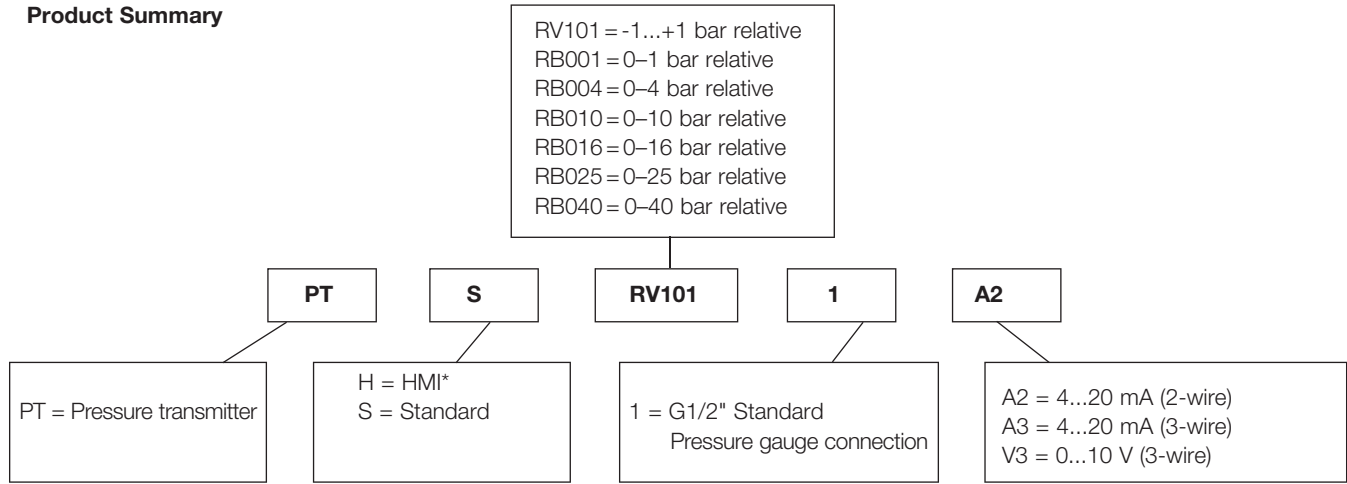 Product Summary
RV101 = -1...+1 bar relative
RB001 = 0–1 bar relative
RB004 = 0–4 bar relative
RB010 = 0–10 bar relative
RB016 = 0–16 bar relative
RB025 = 0–25 bar relative
RB040 = 0–40 bar relative
PT S RV101 1 A2
PT = Pressure transmitter
H = HMI*
S = Standard
1 = G1/2" Standard
Pressure gauge connection
A2 = 4...20 mA (2-wire)
A3 = 4...20 mA (3-wire)
V3 = 0...10 V (3-wire)